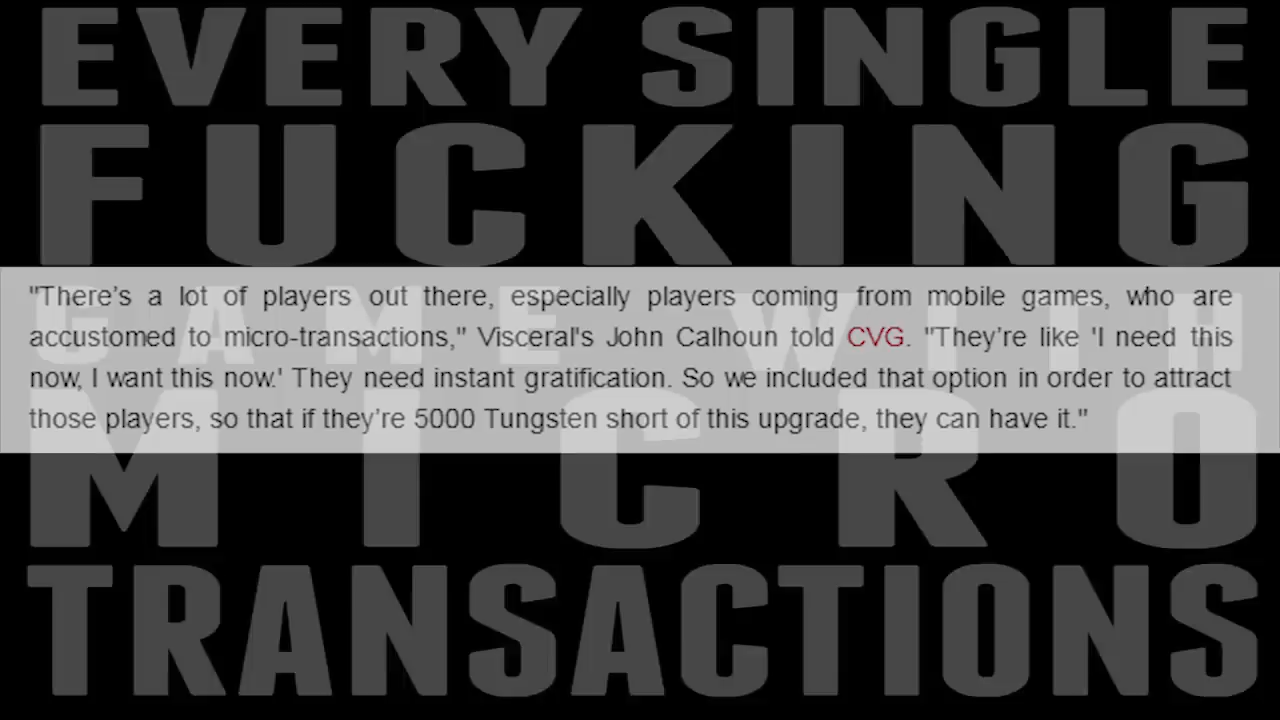 EVERY SINGLE
FUCKING
GAME WITH
"There's a lot of players out there, especially players coming from mobile games, who are
accustomed to micro-transactions," Visceral's John Calhoun told CVG. "They're like 'I need this
now, I want this now.' They need instant gratification. So we included that option in order to attract
those players, so that if they're 5000 Tungsten short of this upgrade, they can have it."
MICRO
TRANSACTIONS